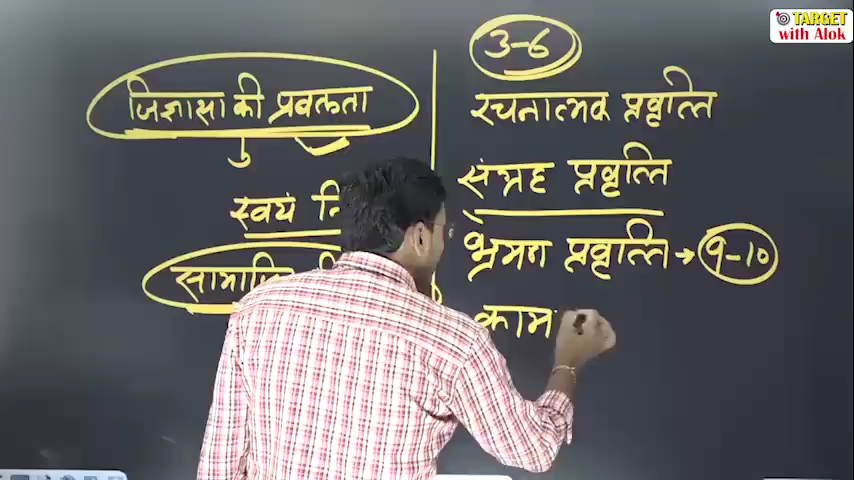 TARGET
with Alok
जिज्ञासा की प्रबलता
स्वयं
3-6
रचनात्मक प्रवृत्ति
संग्रह प्रवृत्ति
भ्रमण प्रवृत्ति → 9-10
काम